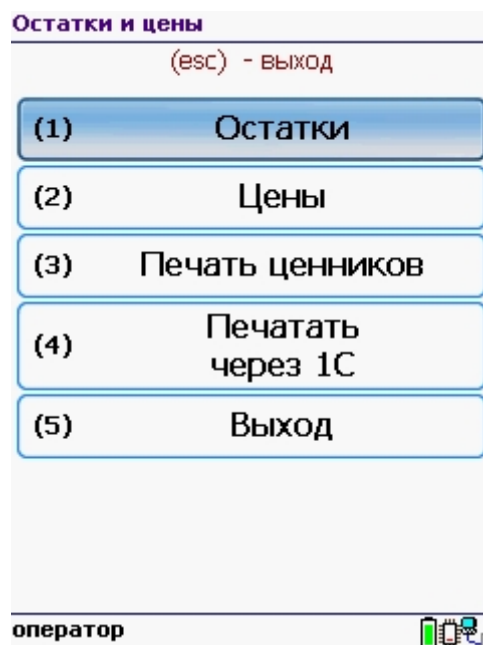 Остатки и цены
(esc) - выход
(1) Остатки
(2) Цены
(3) Печать ценников
(4) Печатать
через 1С
(5) Выход
оператор